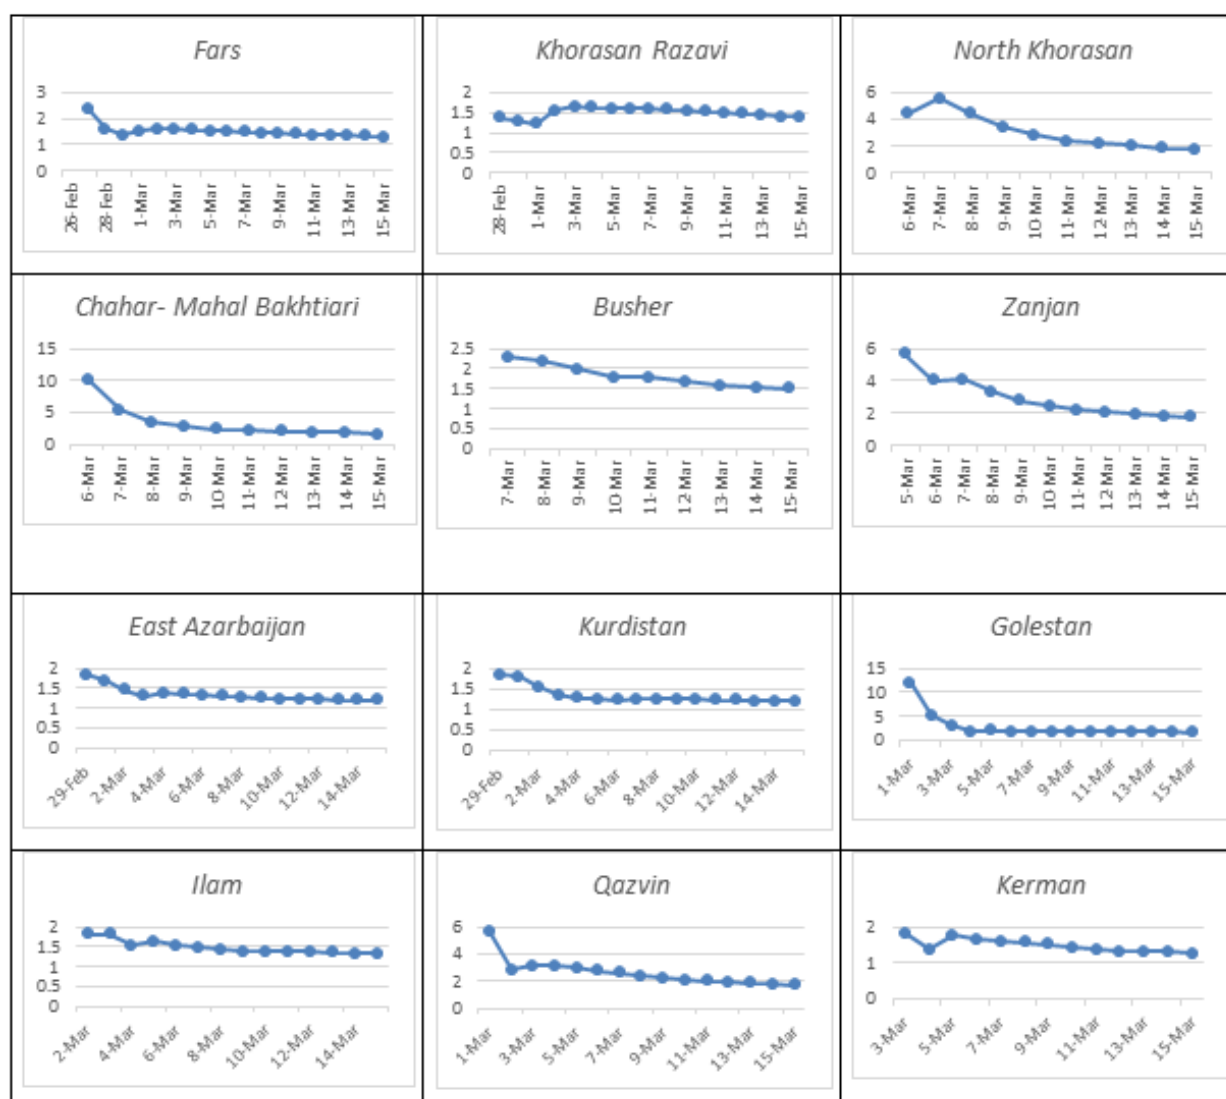 Fars
3
2
1
0
26-Feb
28-Feb
1-Mar
3-Mar
5-Mar
7-Mar
9-Mar
11-Mar
13-Mar
15-Mar
Khorasan Razavi
2
1.5
1
0.5
0
28-Feb
1-Mar
3-Mar
5-Mar
7-Mar
9-Mar
11-Mar
13-Mar
15-Mar
North Khorasan
6
4
2
0
6-Mar
7-Mar
8-Mar
9-Mar
10-Mar
11-Mar
12-Mar
13-Mar
14-Mar
15-Mar
Chahar- Mahal Bakhtiari
15
10
5
0
6-Mar
7-Mar
8-Mar
9-Mar
10-Mar
11-Mar
12-Mar
13-Mar
14-Mar
15-Mar
Busher
2.5
2
1.5
1
0.5
0
7-Mar
8-Mar
9-Mar
10-Mar
11-Mar
12-Mar
13-Mar
14-Mar
15-Mar
Zanjan
6
4
2
0
5-Mar
6-Mar
7-Mar
8-Mar
9-Mar
10-Mar
11-Mar
12-Mar
13-Mar
14-Mar
15-Mar
East Azarbaijan
2
1.5
1
0.5
0
29-Feb
2-Mar
4-Mar
6-Mar
8-Mar
10-Mar
12-Mar
14-Mar
Kurdistan
2
1.5
1
0.5
0
29-Feb
2-Mar
4-Mar
6-Mar
8-Mar
10-Mar
12-Mar
14-Mar
Golestan
15
10
5
0
1-Mar
3-Mar
5-Mar
7-Mar
9-Mar
11-Mar
13-Mar
15-Mar
Ilam
2
1.5
1
0.5
0
2-Mar
4-Mar
6-Mar
8-Mar
10-Mar
12-Mar
14-Mar
Qazvin
6
4
2
0
1-Mar
3-Mar
5-Mar
7-Mar
9-Mar
11-Mar
13-Mar
15-Mar
Kerman
2
1
0
3-Mar
5-Mar
7-Mar
9-Mar
11-Mar
13-Mar
15-Mar